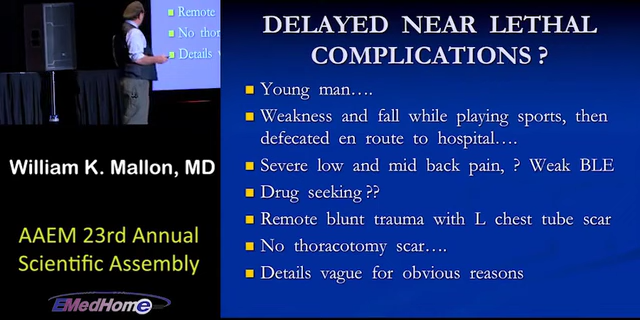 Remote
No thor
Details v
William K. Mallon, MD
AAEM 23rd Annual
Scientific Assembly
EMedHome
DELAYED NEAR LETHAL
COMPLICATIONS ?
Young man….
Weakness and fall while playing sports, then
defecated en route to hospital….
Severe low and mid back pain, ? Weak BLE
Drug seeking ??
Remote blunt trauma with L chest tube scar
No thoracotomy scar….
Details vague for obvious reasons